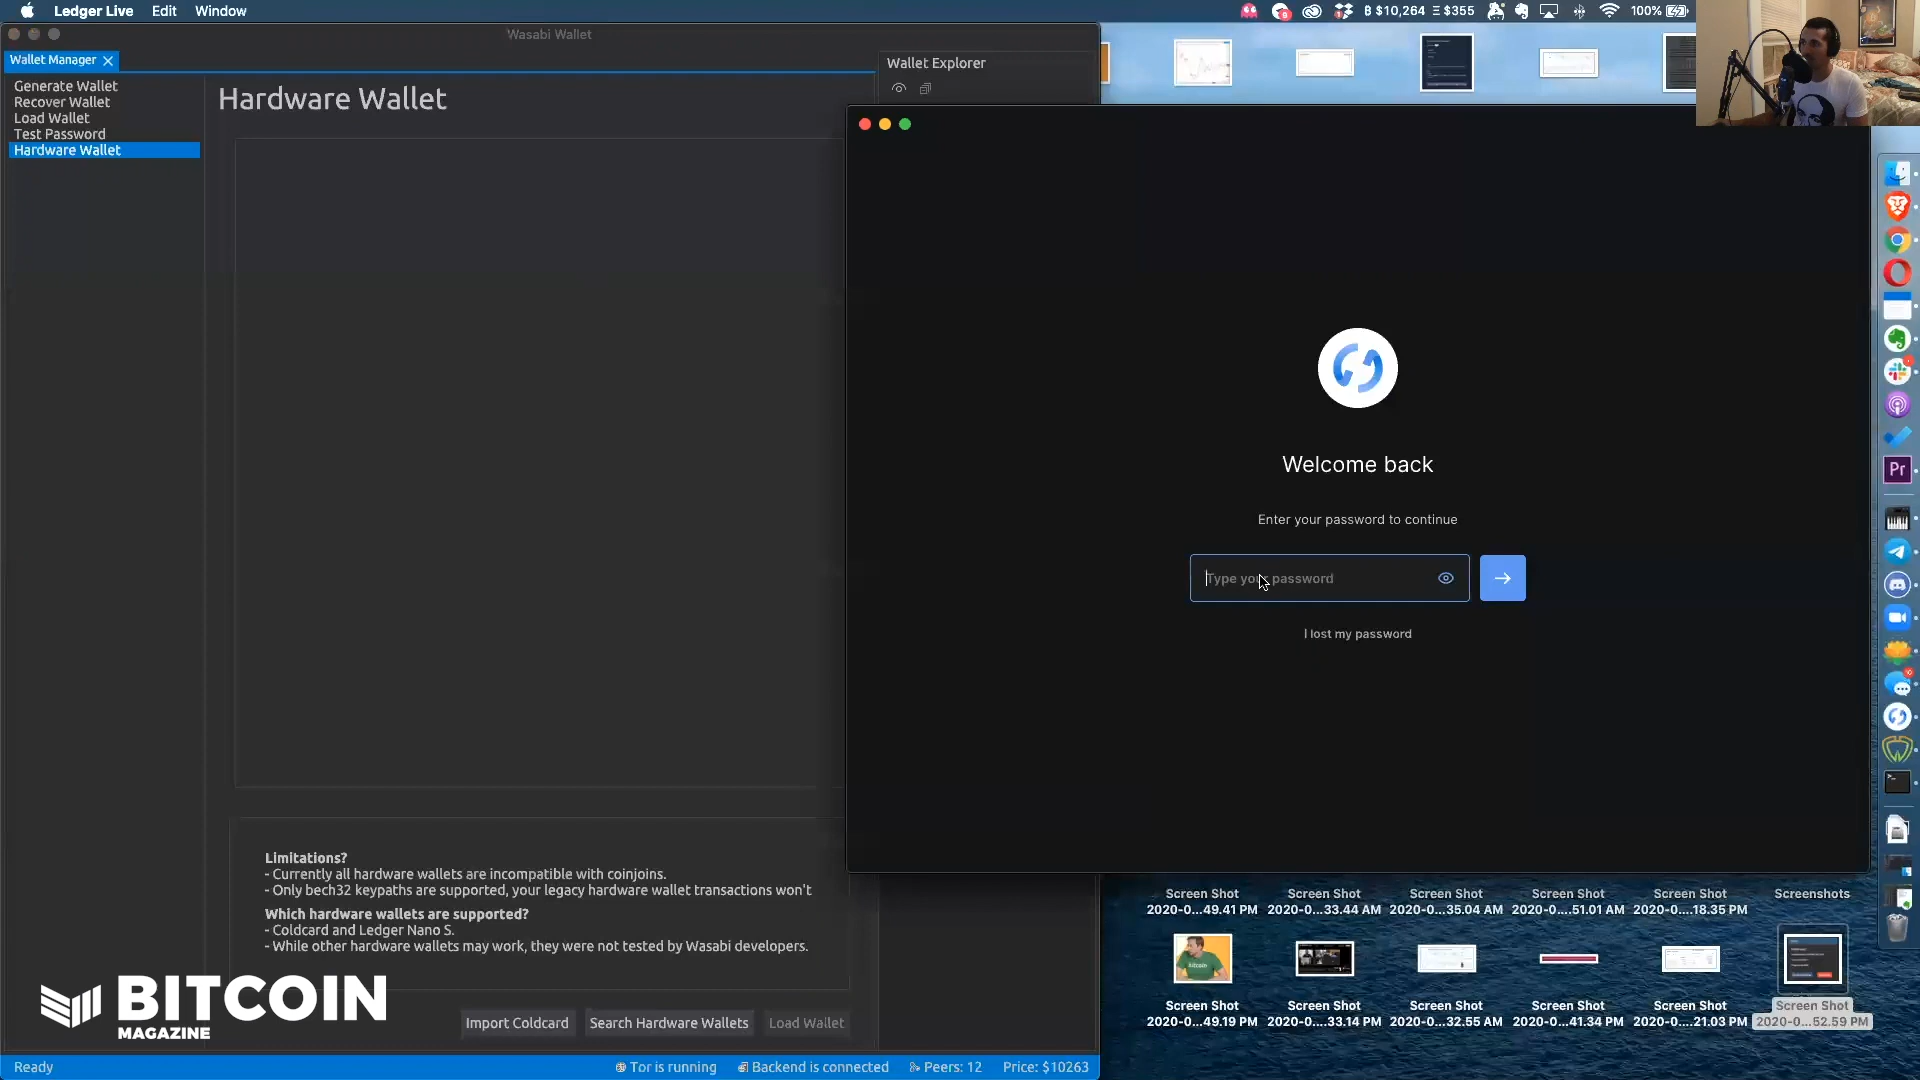 Ledger Live Edit Window
₿ $10,264 Ξ $355
100%
Wasabi Wallet
Wallet Manager
Wallet Explorer
Generate Wallet
Recover Wallet
Load Wallet
Test Password
Hardware Wallet
Hardware Wallet
Welcome back
Enter your password to continue
Type your password
I lost my password
Limitations?
- Currently all hardware wallets are incompatible with coinjoins.
- Only bech32 keypaths are supported, your legacy hardware wallet transactions won't
Which hardware wallets are supported?
- Coldcard and Ledger Nano S.
- While other hardware wallets may work, they were not tested by Wasabi developers.
BITCOIN
MAGAZINE
Import Coldcard
Search Hardware Wallets
Load Wallet
Ready
Tor is running
Backend is connected
Peers: 12
Price: $10263
Screen Shot
2020-0...49.41 PM
Screen Shot
2020-0...33.44 AM
Screen Shot
2020-0...35.04 AM
Screen Shot
2020-0....51.01 AM
Screen Shot
2020-0....18.35 PM
Screenshots
Screen Shot
2020-0...49.19 PM
Screen Shot
2020-0....33.14 PM
Screen Shot
2020-0...32.55 AM
Screen Shot
2020-0...41.34 PM
Screen Shot
2020-0....21.03 PM
Screen Shot
2020-0...52.59 PM
Pr